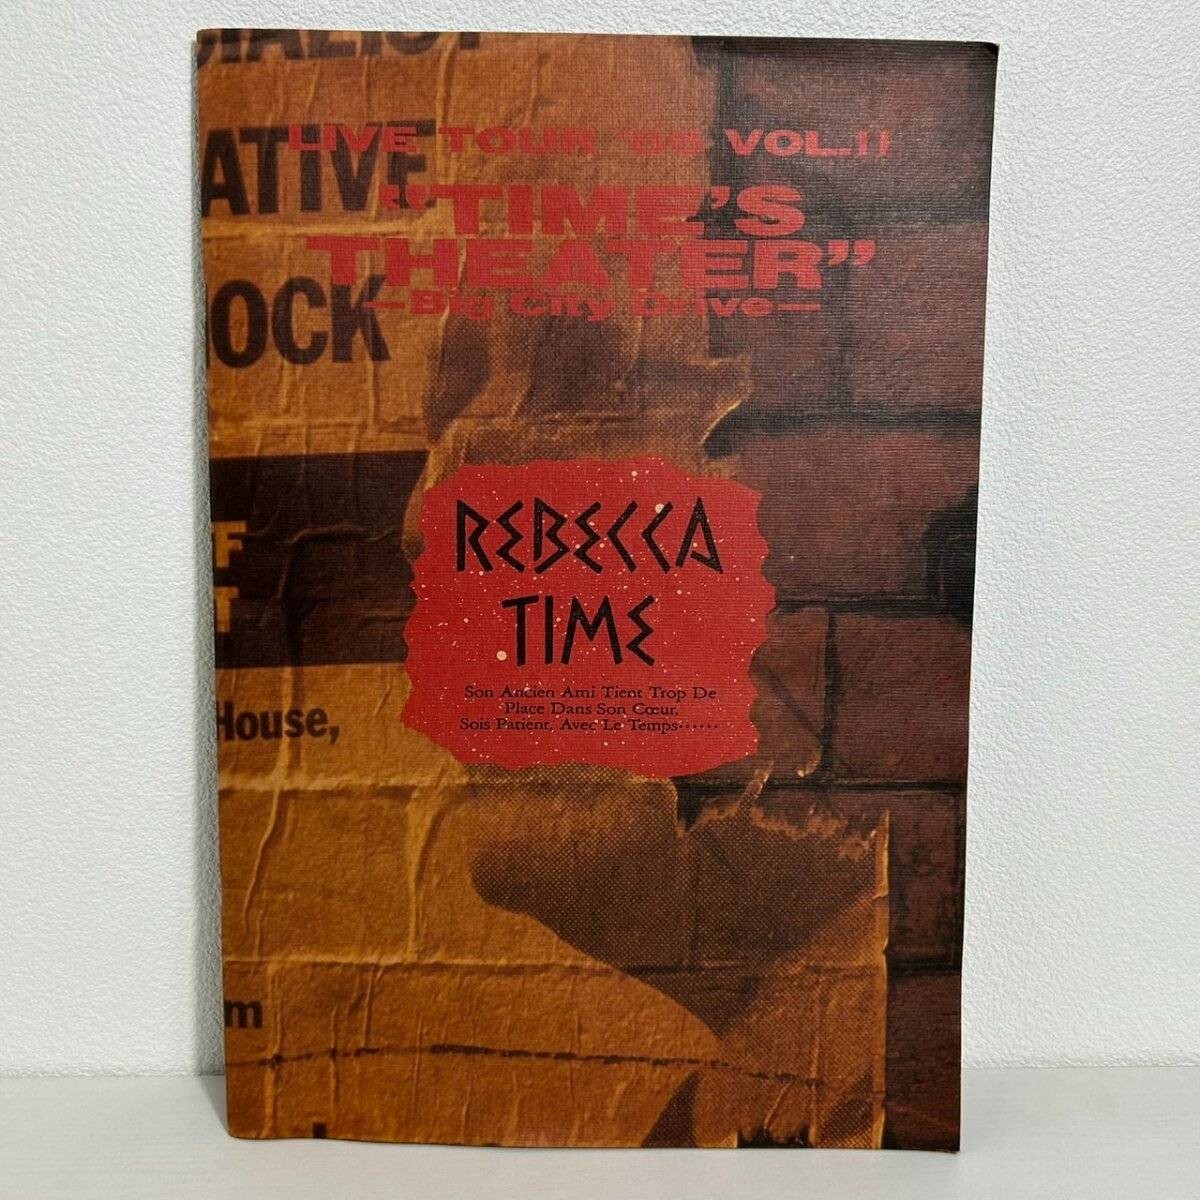 IALIST
ATIVE
OCK
LIVE TOUR '86 VOL.II
"TIME'S
THEATER"
—Big City Drive—
REBECCA
TIME
Son Ancien Ami Tient Trop De
Place Dans Son Cœur.
Sois Patient, Avec Le Temps……
F
T
House,
m